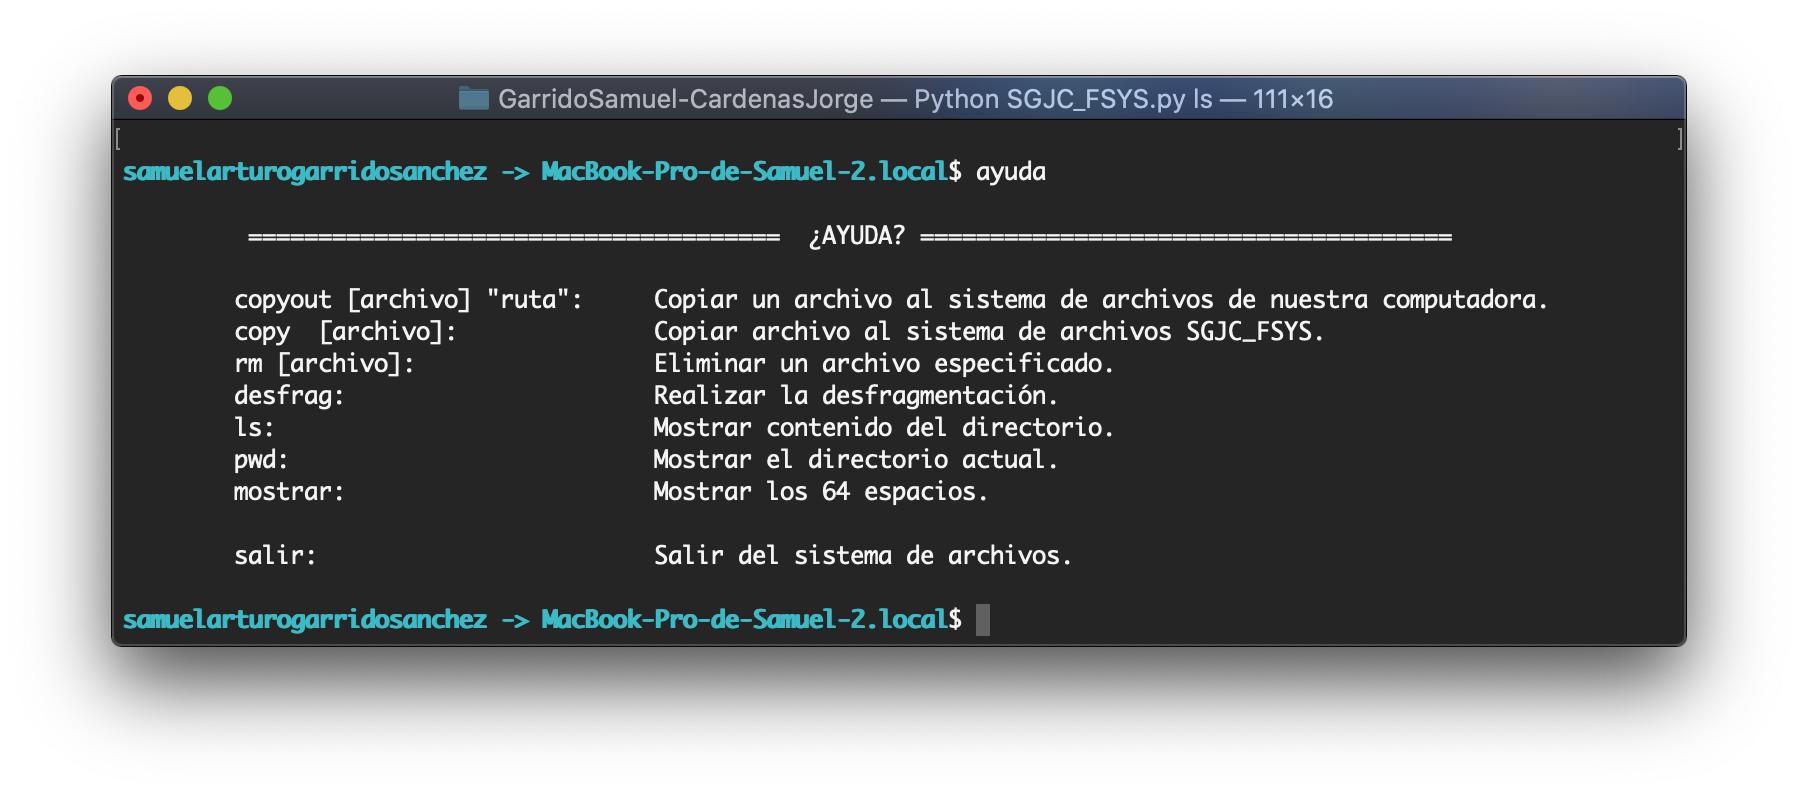 GarridoSamuel-CardenasJorge — Python SGJC_FSYS.py ls — 111×16
[ ]
samuelarturogarridosanchez -> MacBook-Pro-de-Samuel-2.local$ ayuda
====================================== ¿AYUDA? ======================================
copyout [archivo] "ruta": Copiar un archivo al sistema de archivos de nuestra computadora.
copy [archivo]: Copiar archivo al sistema de archivos SGJC_FSYS.
rm [archivo]: Eliminar un archivo especificado.
desfrag: Realizar la desfragmentación.
ls: Mostrar contenido del directorio.
pwd: Mostrar el directorio actual.
mostrar: Mostrar los 64 espacios.
salir: Salir del sistema de archivos.
samuelarturogarridosanchez -> MacBook-Pro-de-Samuel-2.local$